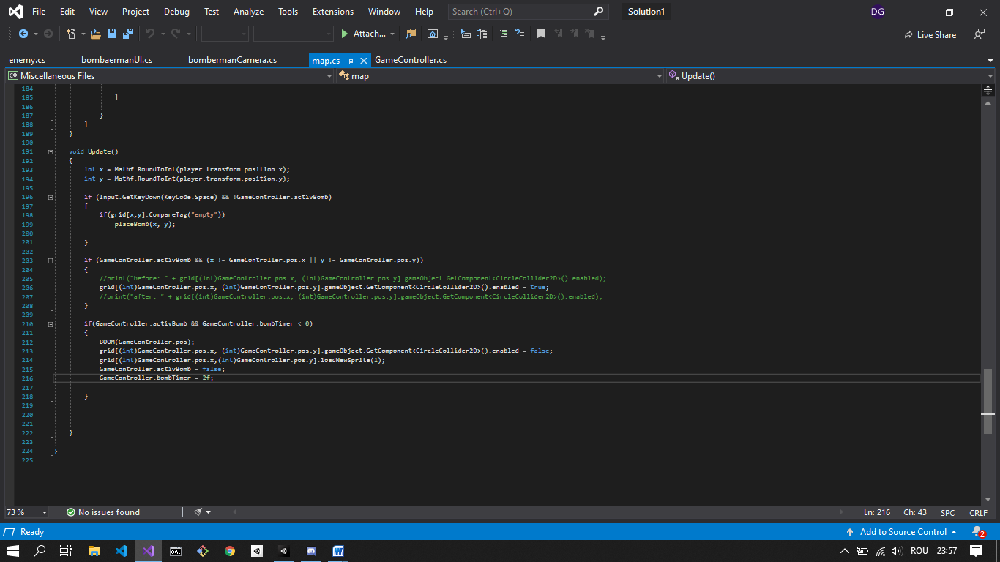 File Edit View Project Debug Test Analyze Tools Extensions Window Help Search (Ctrl+Q) Solution1 DG
Attach... Live Share
enemy.cs bombaermanUI.cs bombermanCamera.cs map.cs GameController.cs
C# Miscellaneous Files map Update()
184
185 }
186
187 }
188 }
189 }
190
191 void Update()
192 {
193 int x = Mathf.RoundToInt(player.transform.position.x);
194 int y = Mathf.RoundToInt(player.transform.position.y);
195
196 if (Input.GetKeyDown(KeyCode.Space) && !GameController.activBomb)
197 {
198 if(grid[x,y].CompareTag("empty"))
199 placeBomb(x, y);
200
201 }
202
203 if (GameController.activBomb && (x != GameController.pos.x || y != GameController.pos.y))
204 {
205 //print("before: " + grid[(int)GameController.pos.x, (int)GameController.pos.y].gameObject.GetComponent<CircleCollider2D>().enabled);
206 grid[(int)GameController.pos.x, (int)GameController.pos.y].gameObject.GetComponent<CircleCollider2D>().enabled = true;
207 //print("after: " + grid[(int)GameController.pos.x, (int)GameController.pos.y].gameObject.GetComponent<CircleCollider2D>().enabled);
208 }
209
210 if(GameController.activBomb && GameController.bombTimer < 0)
211 {
212 BOOM(GameController.pos);
213 grid[(int)GameController.pos.x, (int)GameController.pos.y].gameObject.GetComponent<CircleCollider2D>().enabled = false;
214 grid[(int)GameController.pos.x,(int)GameController.pos.y].loadNewSprite(1);
215 GameController.activBomb = false;
216 GameController.bombTimer = 2f;
217
218 }
219
220
221
222 }
223
224 }
225
73 % No issues found Ln: 216 Ch: 43 SPC CRLF
Ready Add to Source Control 2
ROU 23:57